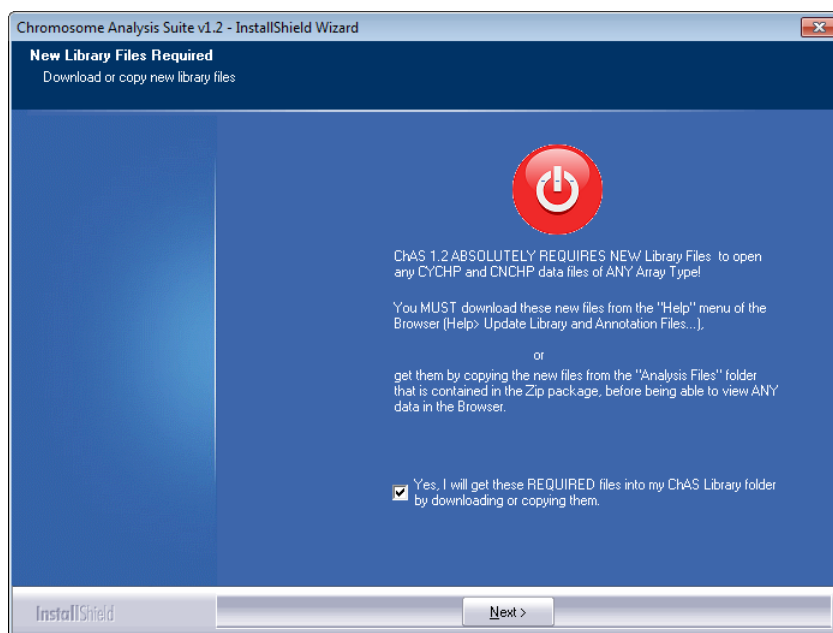 Chromosome Analysis Suite v1.2 - InstallShield Wizard
New Library Files Required
Download or copy new library files
ChAS 1.2 ABSOLUTELY REQUIRES NEW Library Files to open
any CYCHP and CNCHP data files of ANY Array Type!
You MUST download these new files from the "Help" menu of the
Browser (Help> Update Library and Annotation Files...),
or
get them by copying the new files from the "Analysis Files" folder
that is contained in the Zip package, before being able to view ANY
data in the Browser.
Yes, I will get these REQUIRED files into my ChAS Library folder
by downloading or copying them.
InstallShield
Next >